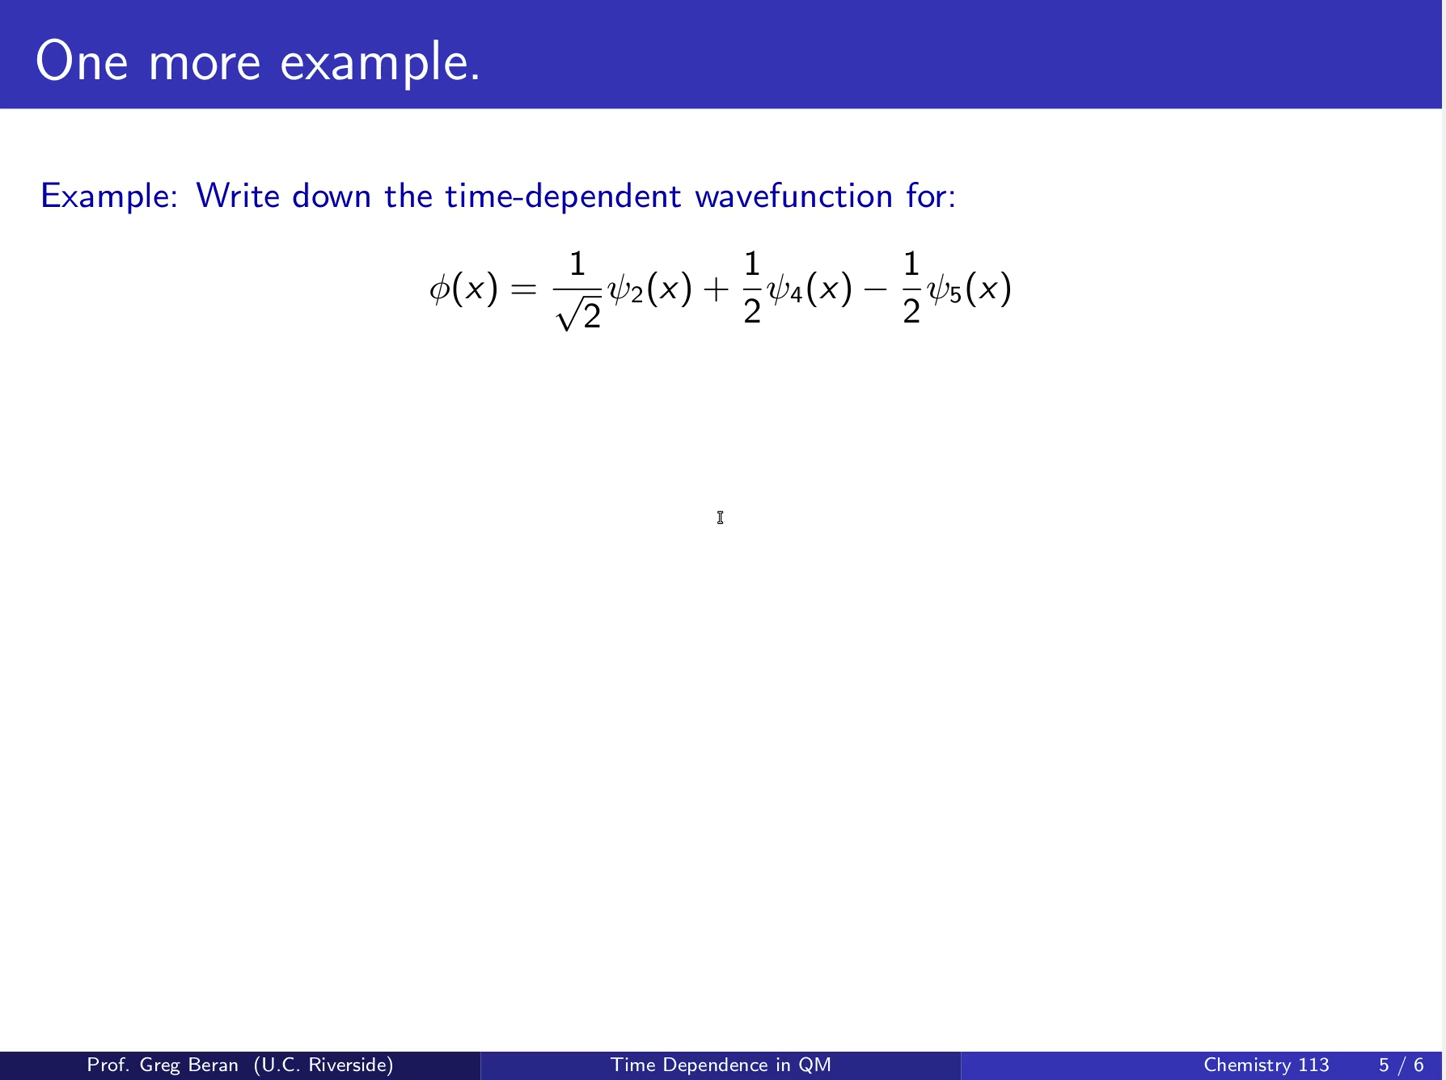 One more example.
Example: Write down the time-dependent wavefunction for:
ϕ(x) = 1/√2 ψ₂(x) + 1/2 ψ₄(x) − 1/2 ψ₅(x)
Prof. Greg Beran (U.C. Riverside) Time Dependence in QM Chemistry 113 5 / 6